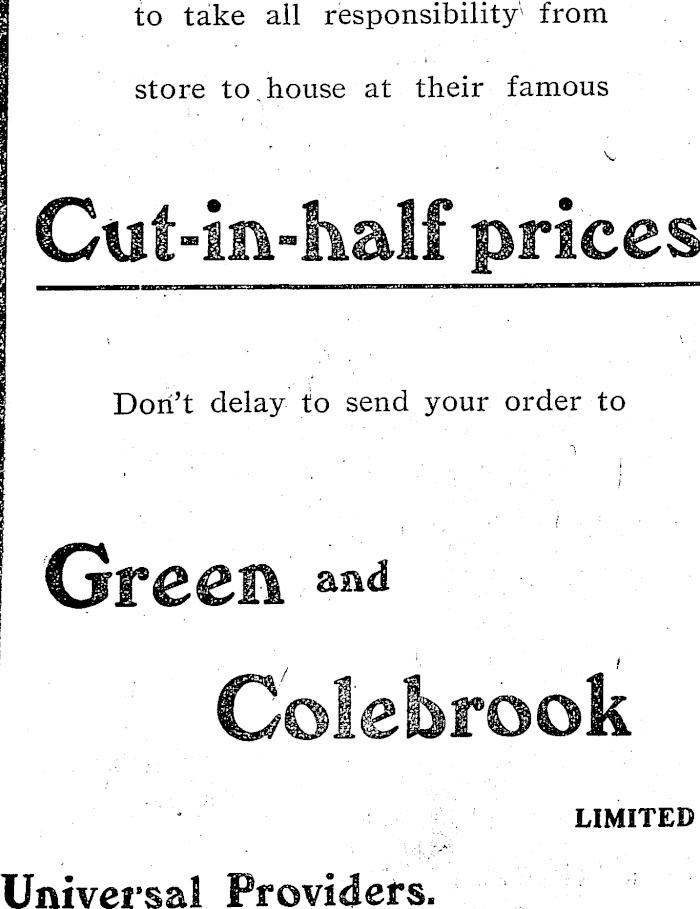 to take all responsibility from
store to house at their famous
Cut-in-half prices
Don't delay to send your order to
Green and
Colebrook
LIMITED
Universal Providers.